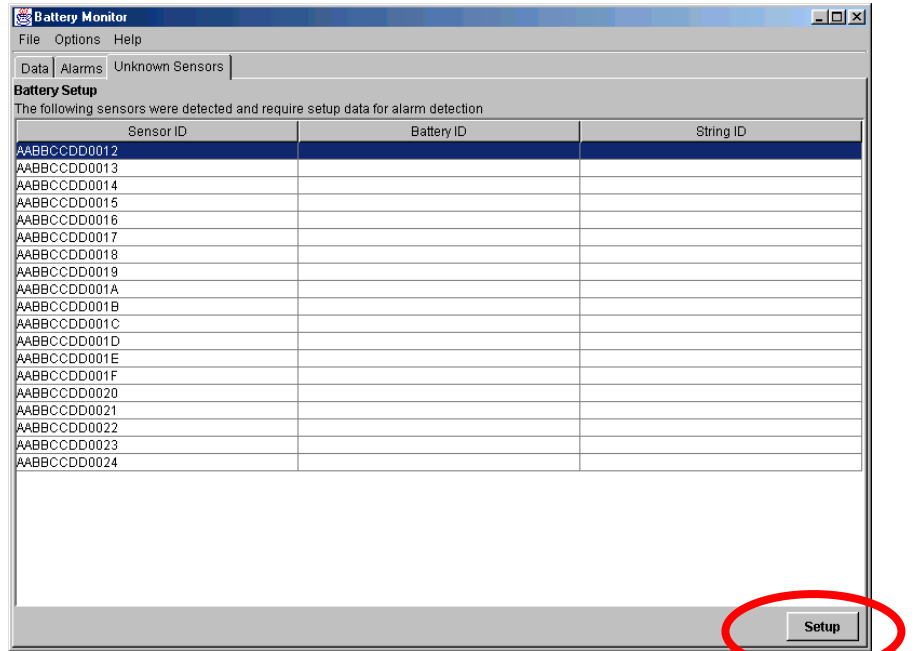 Battery Monitor
File Options Help
Data Alarms Unknown Sensors
Battery Setup
The following sensors were detected and require setup data for alarm detection
Sensor ID Battery ID String ID
AABBCCDD0012
AABBCCDD0013
AABBCCDD0014
AABBCCDD0015
AABBCCDD0016
AABBCCDD0017
AABBCCDD0018
AABBCCDD0019
AABBCCDD001A
AABBCCDD001B
AABBCCDD001C
AABBCCDD001D
AABBCCDD001E
AABBCCDD001F
AABBCCDD0020
AABBCCDD0021
AABBCCDD0022
AABBCCDD0023
AABBCCDD0024
Setup